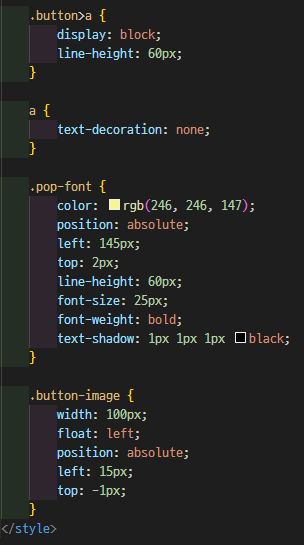 .button>a {
display: block;
line-height: 60px;
}
a {
text-decoration: none;
}
.pop-font {
color: rgb(246, 246, 147);
position: absolute;
left: 145px;
top: 2px;
line-height: 60px;
font-size: 25px;
font-weight: bold;
text-shadow: 1px 1px 1px black;
}
.button-image {
width: 100px;
float: left;
position: absolute;
left: 15px;
top: -1px;
}
</style>